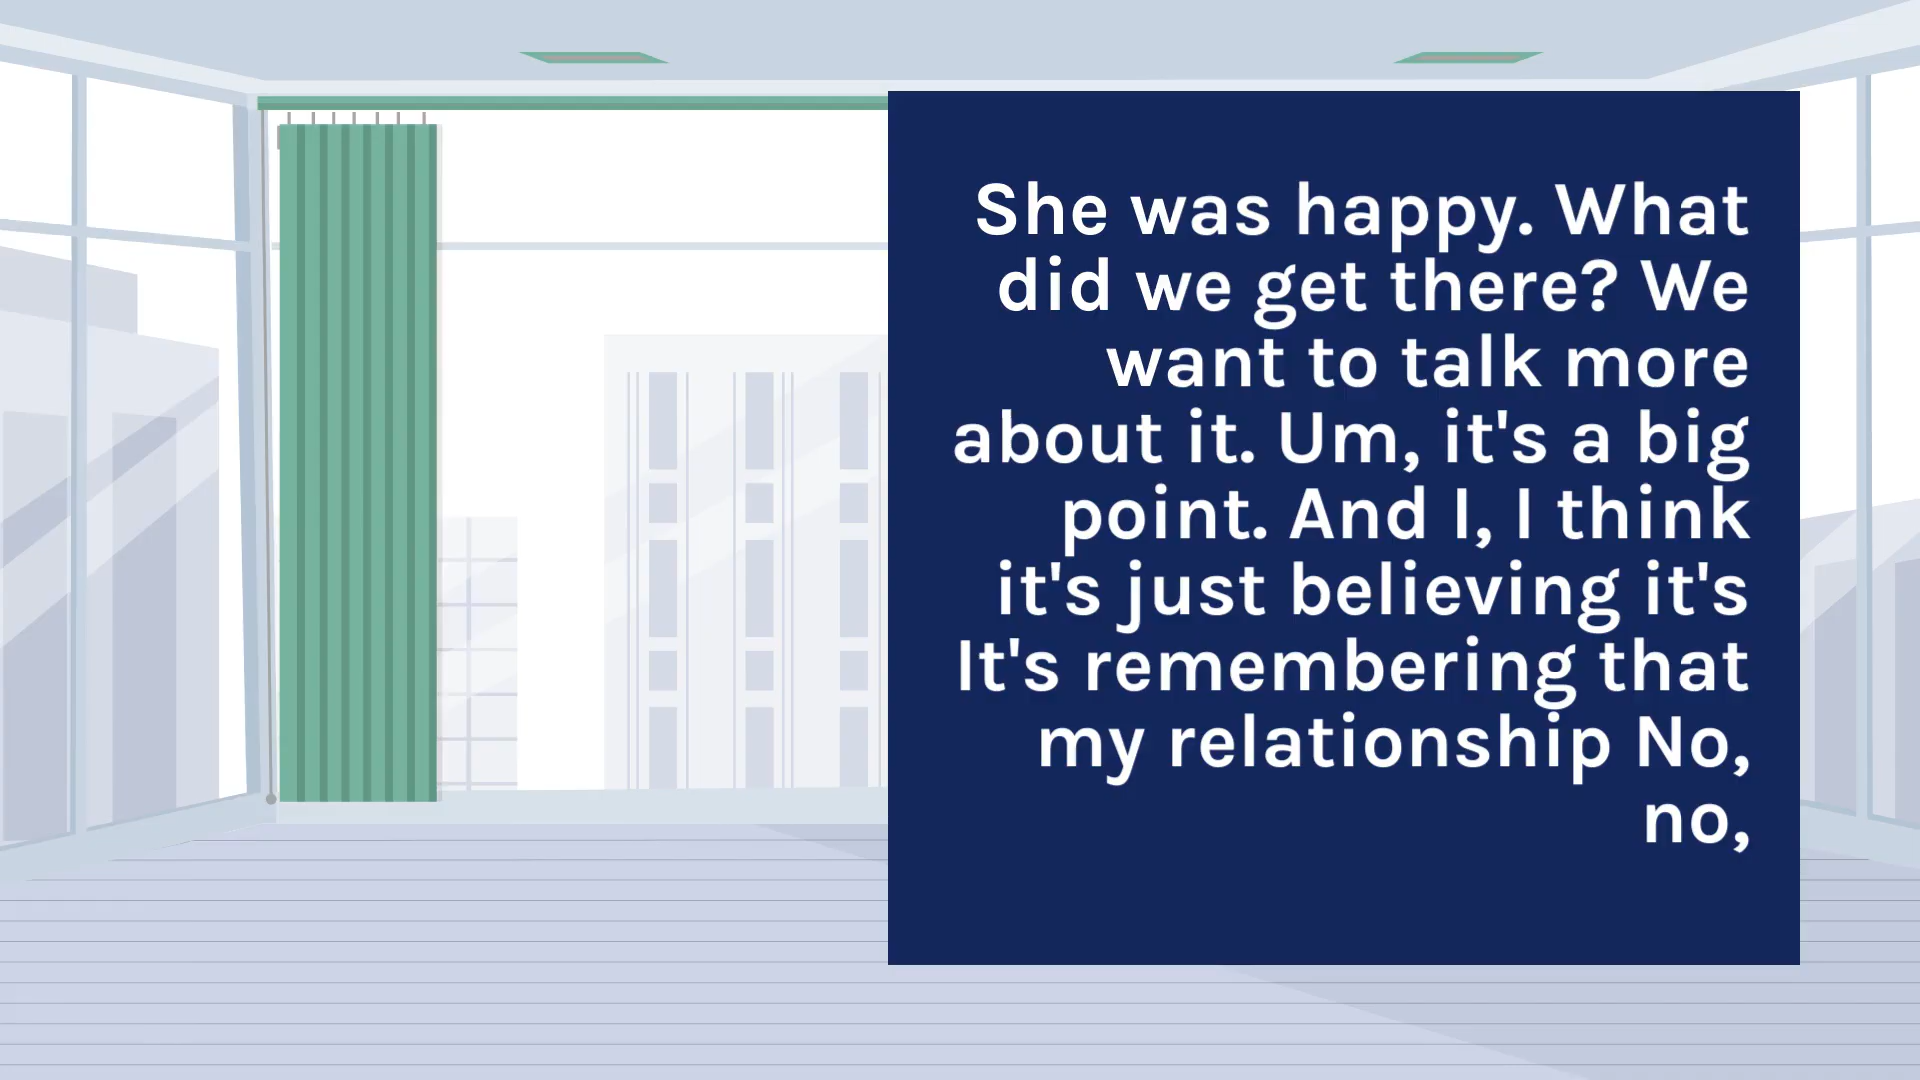 She was happy. What
did we get there? We
want to talk more
about it. Um, it's a big
point. And I, I think
it's just believing it's
It's remembering that
my relationship No,
no,